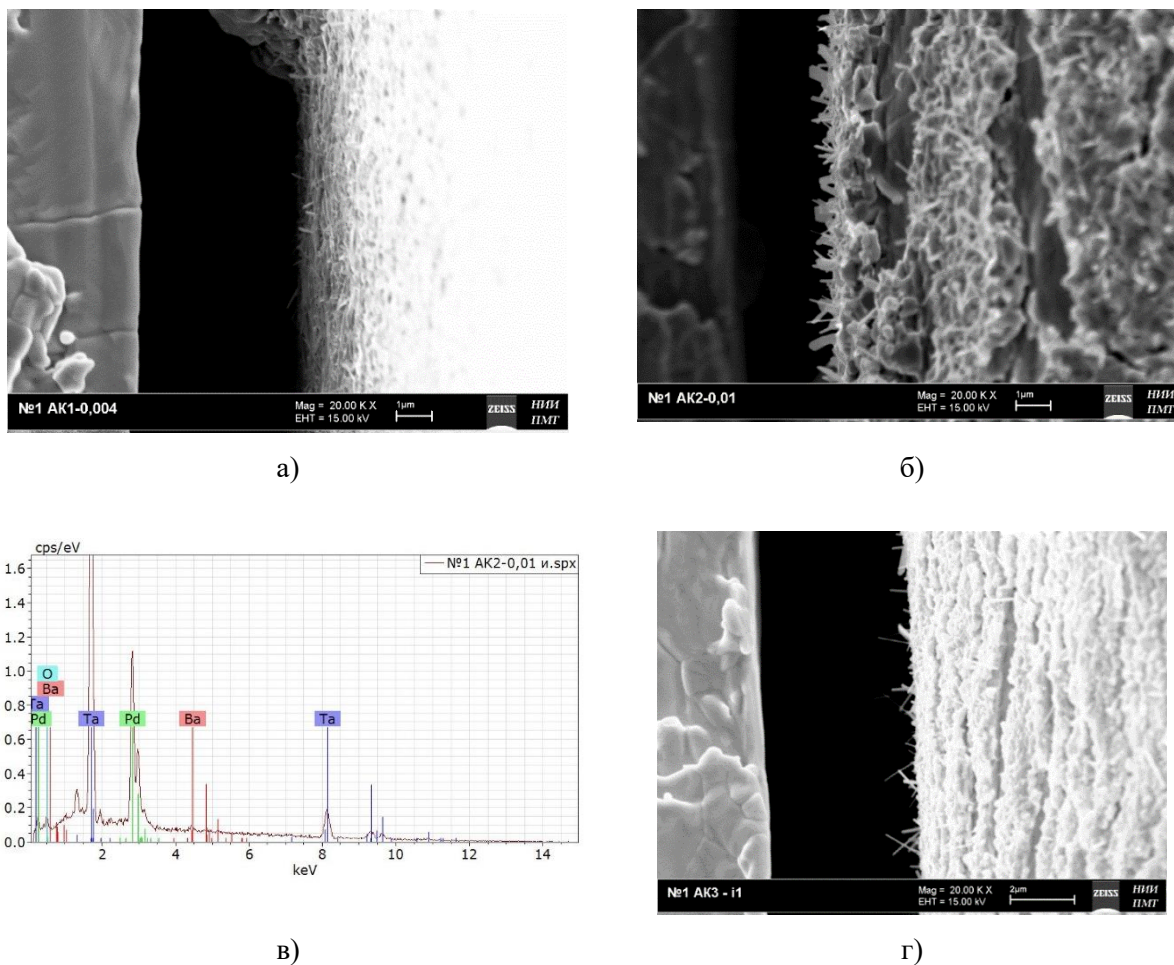 №1 АК1-0,004
Mag = 20.00 K X
EHT = 15.00 kV
1µm
ZEISS
НИИ
ПМТ
№1 АК2-0,01
Mag = 20.00 K X
EHT = 15.00 kV
1µm
ZEISS
НИИ
ПМТ
а)
б)
cps/eV
№1 АК2-0,01 и.spx
1.6
1.4
1.2
1.0
0.8
0.6
0.4
0.2
0.0
O
Ba
Ta
Pd
Ta
Pd
Ba
Ta
2 4 6 8 10 12 14
keV
№1 АК3 - i1
Mag = 20.00 K X
EHT = 15.00 kV
2µm
ZEISS
НИИ
ПМТ
в)
г)